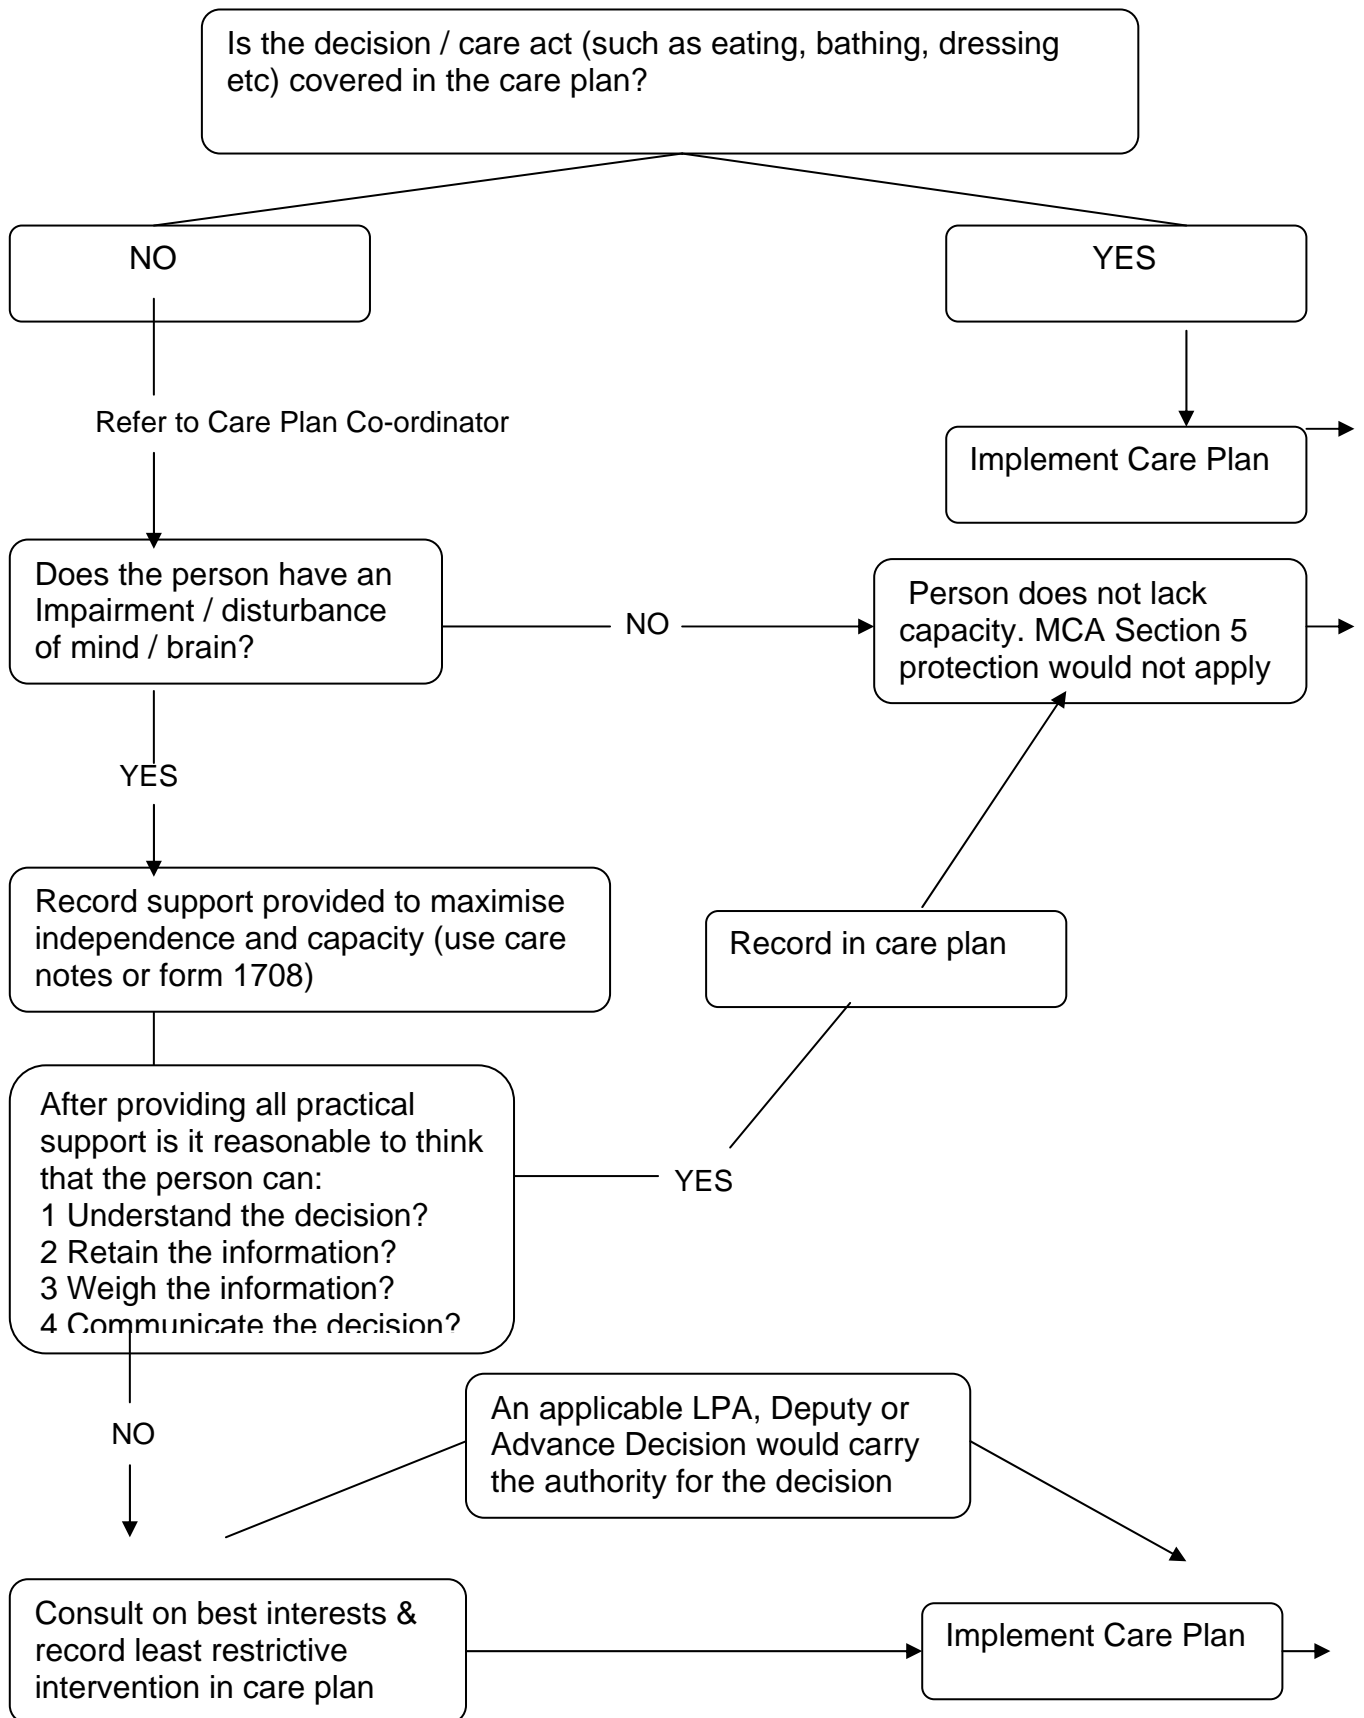 Is the decision / care act (such as eating, bathing, dressing
etc) covered in the care plan?
NO
YES
Refer to Care Plan Co-ordinator
Implement Care Plan
Does the person have an
Impairment / disturbance
of mind / brain?
NO
Person does not lack
capacity. MCA Section 5
protection would not apply
YES
Record support provided to maximise
independence and capacity (use care
notes or form 1708)
Record in care plan
After providing all practical
support is it reasonable to think
that the person can:
1 Understand the decision?
2 Retain the information?
3 Weigh the information?
4 Communicate the decision?
YES
NO
An applicable LPA, Deputy or
Advance Decision would carry
the authority for the decision
Consult on best interests &
record least restrictive
intervention in care plan
Implement Care Plan